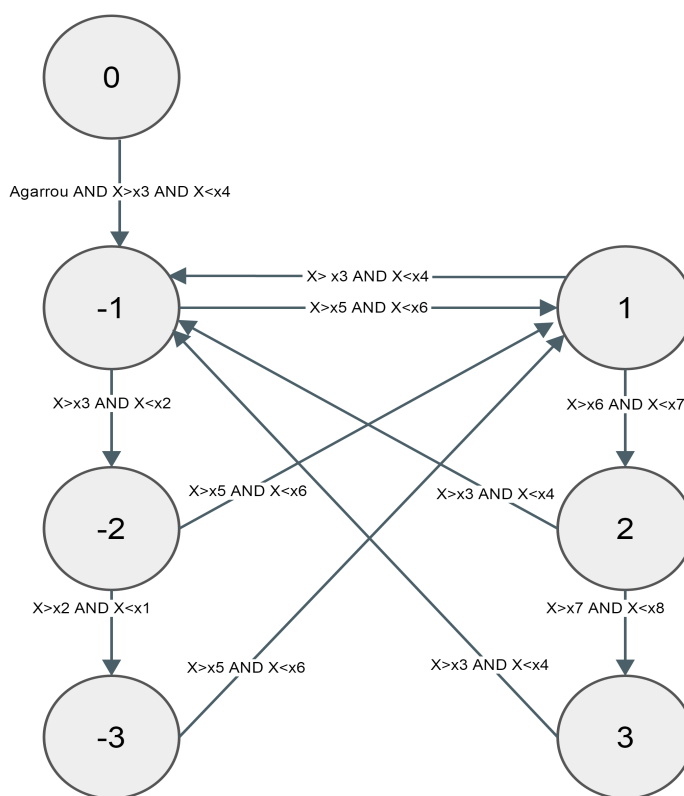 0
Agarrou AND X>x3 AND X<x4
-1
X> x3 AND X<x4
X>x5 AND X<x6
1
X>x3 AND X<x2
X>x6 AND X<x7
-2
X>x5 AND X<x6
X>x3 AND X<x4
2
X>x2 AND X<x1
X>x7 AND X<x8
X>x5 AND X<x6
X>x3 AND X<x4
-3
3